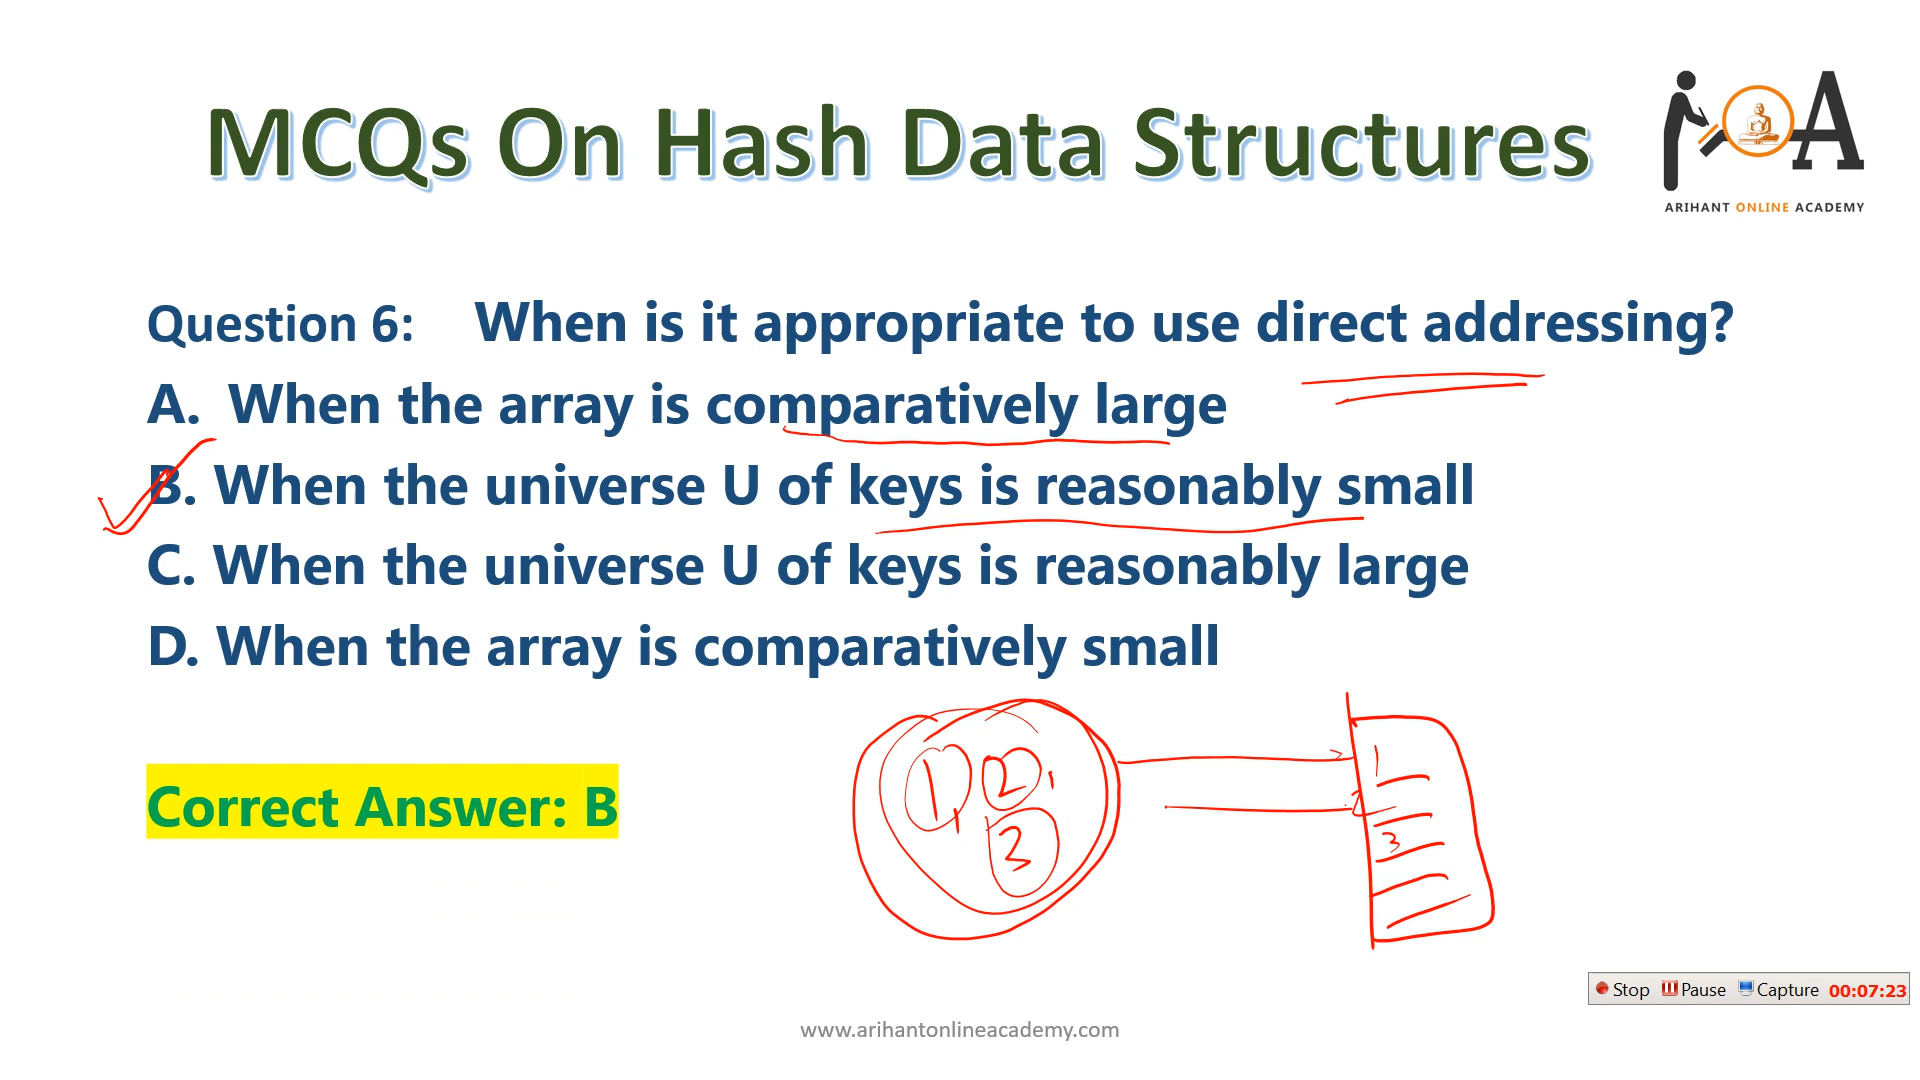 MCQs On Hash Data Structures
ARIHANT ONLINE ACADEMY
Question 6: When is it appropriate to use direct addressing?
A. When the array is comparatively large
B. When the universe U of keys is reasonably small
C. When the universe U of keys is reasonably large
D. When the array is comparatively small
Correct Answer: B
1, 2,
3
1
2
3
Stop Pause Capture 00:07:23
www.arihantonlineacademy.com